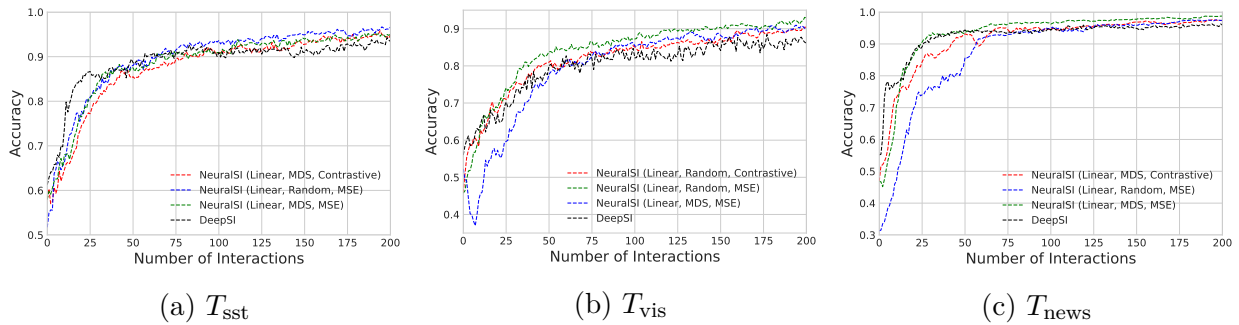 1.0
0.9
0.8
0.7
0.6
0.5
Accuracy
0 25 50 75 100 125 150 175 200
Number of Interactions
NeuralSI (Linear, MDS, Contrastive)
NeuralSI (Linear, Random, MSE)
NeuralSI (Linear, MDS, MSE)
DeepSI
(a) T_sst
0.9
0.8
0.7
0.6
0.5
0.4
Accuracy
0 25 50 75 100 125 150 175 200
Number of Interactions
NeuralSI (Linear, Random, Contrastive)
NeuralSI (Linear, Random, MSE)
NeuralSI (Linear, MDS, MSE)
DeepSI
(b) T_vis
1.0
0.9
0.8
0.7
0.6
0.5
0.4
0.3
Accuracy
0 25 50 75 100 125 150 175 200
Number of Interactions
NeuralSI (Linear, MDS, Contrastive)
NeuralSI (Linear, Random, MSE)
NeuralSI (Linear, MDS, MSE)
DeepSI
(c) T_news